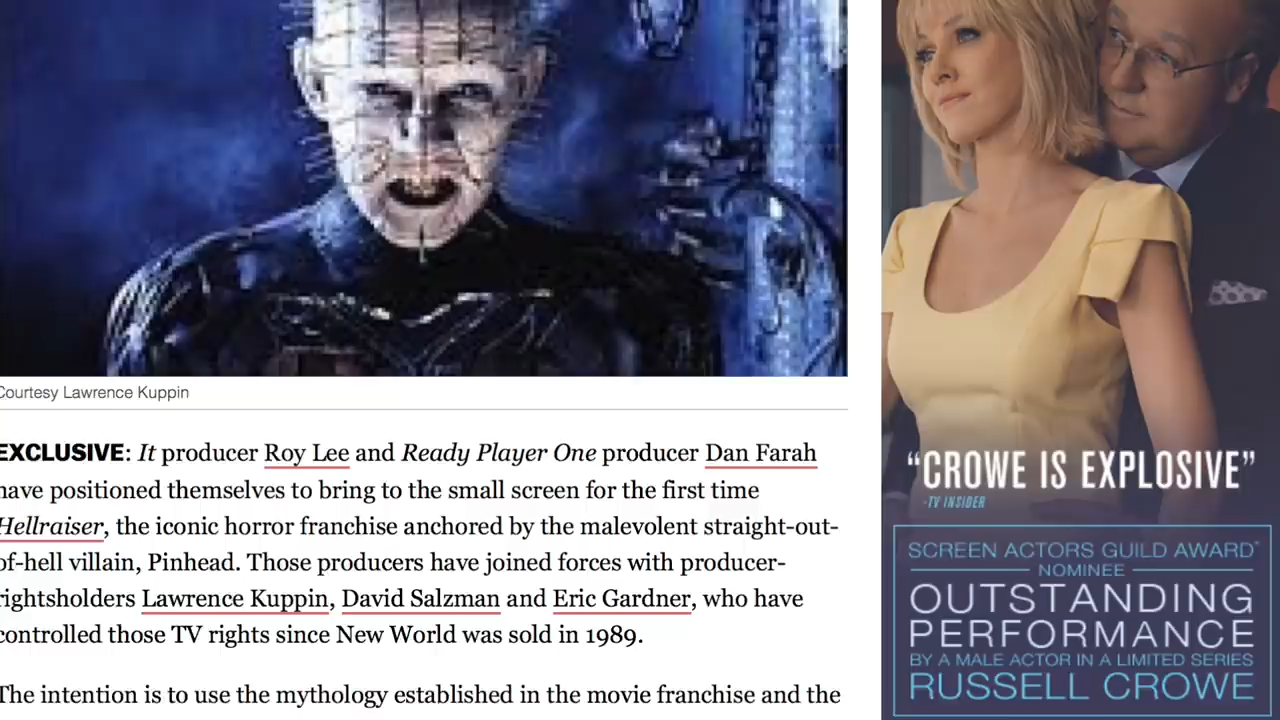 Courtesy Lawrence Kuppin
EXCLUSIVE: It producer Roy Lee and Ready Player One producer Dan Farah
have positioned themselves to bring to the small screen for the first time
Hellraiser, the iconic horror franchise anchored by the malevolent straight-out-
of-hell villain, Pinhead. Those producers have joined forces with producer-
rightsholders Lawrence Kuppin, David Salzman and Eric Gardner, who have
controlled those TV rights since New World was sold in 1989.
The intention is to use the mythology established in the movie franchise and the
“CROWE IS EXPLOSIVE”
-TV INSIDER
SCREEN ACTORS GUILD AWARD®
NOMINEE
OUTSTANDING
PERFORMANCE
BY A MALE ACTOR IN A LIMITED SERIES
RUSSELL CROWE